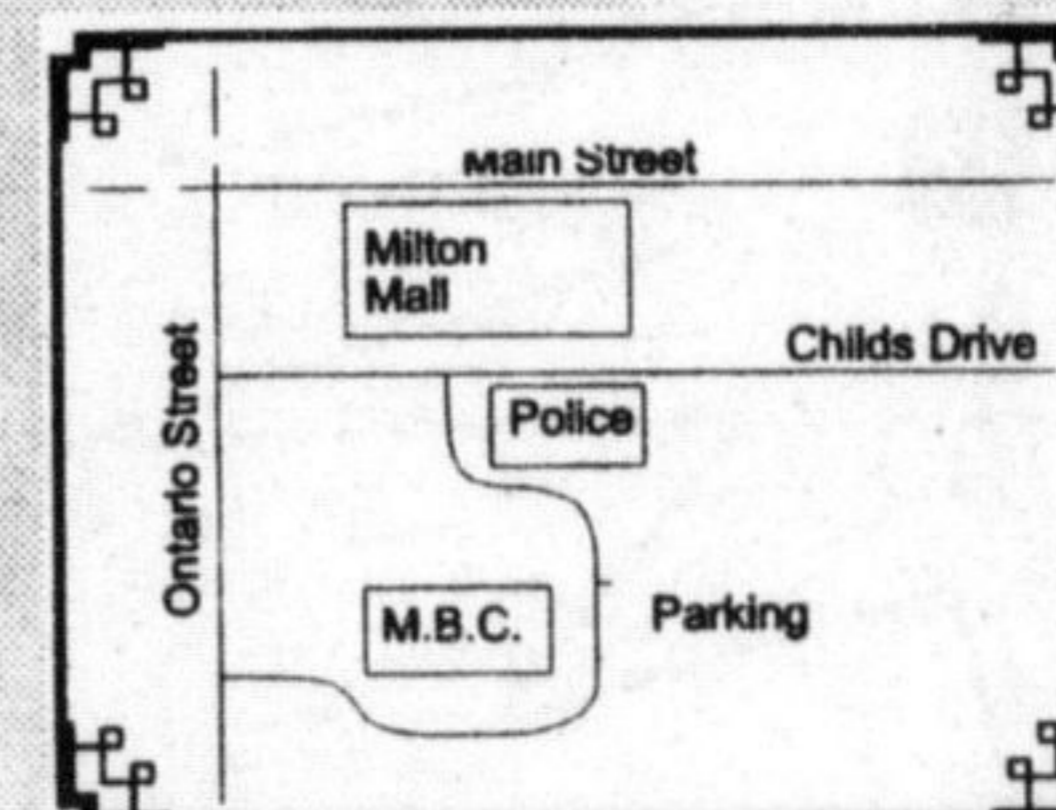 Main Street
Milton
Mall
Childs Drive
Police
Ontario Street
M.B.C.
Parking